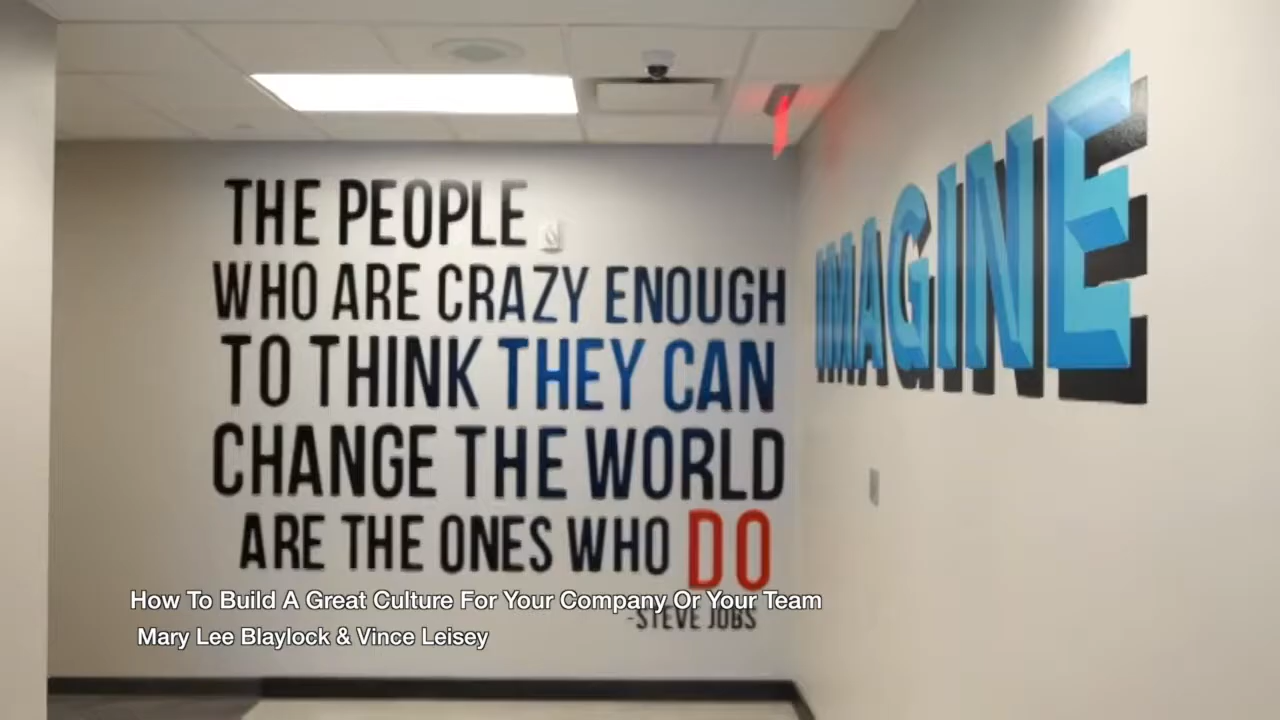 THE PEOPLE
WHO ARE CRAZY ENOUGH
TO THINK THEY CAN
CHANGE THE WORLD
ARE THE ONES WHO DO
-STEVE JOBS
IMAGINE
How To Build A Great Culture For Your Company Or Your Team
Mary Lee Blaylock & Vince Leisey